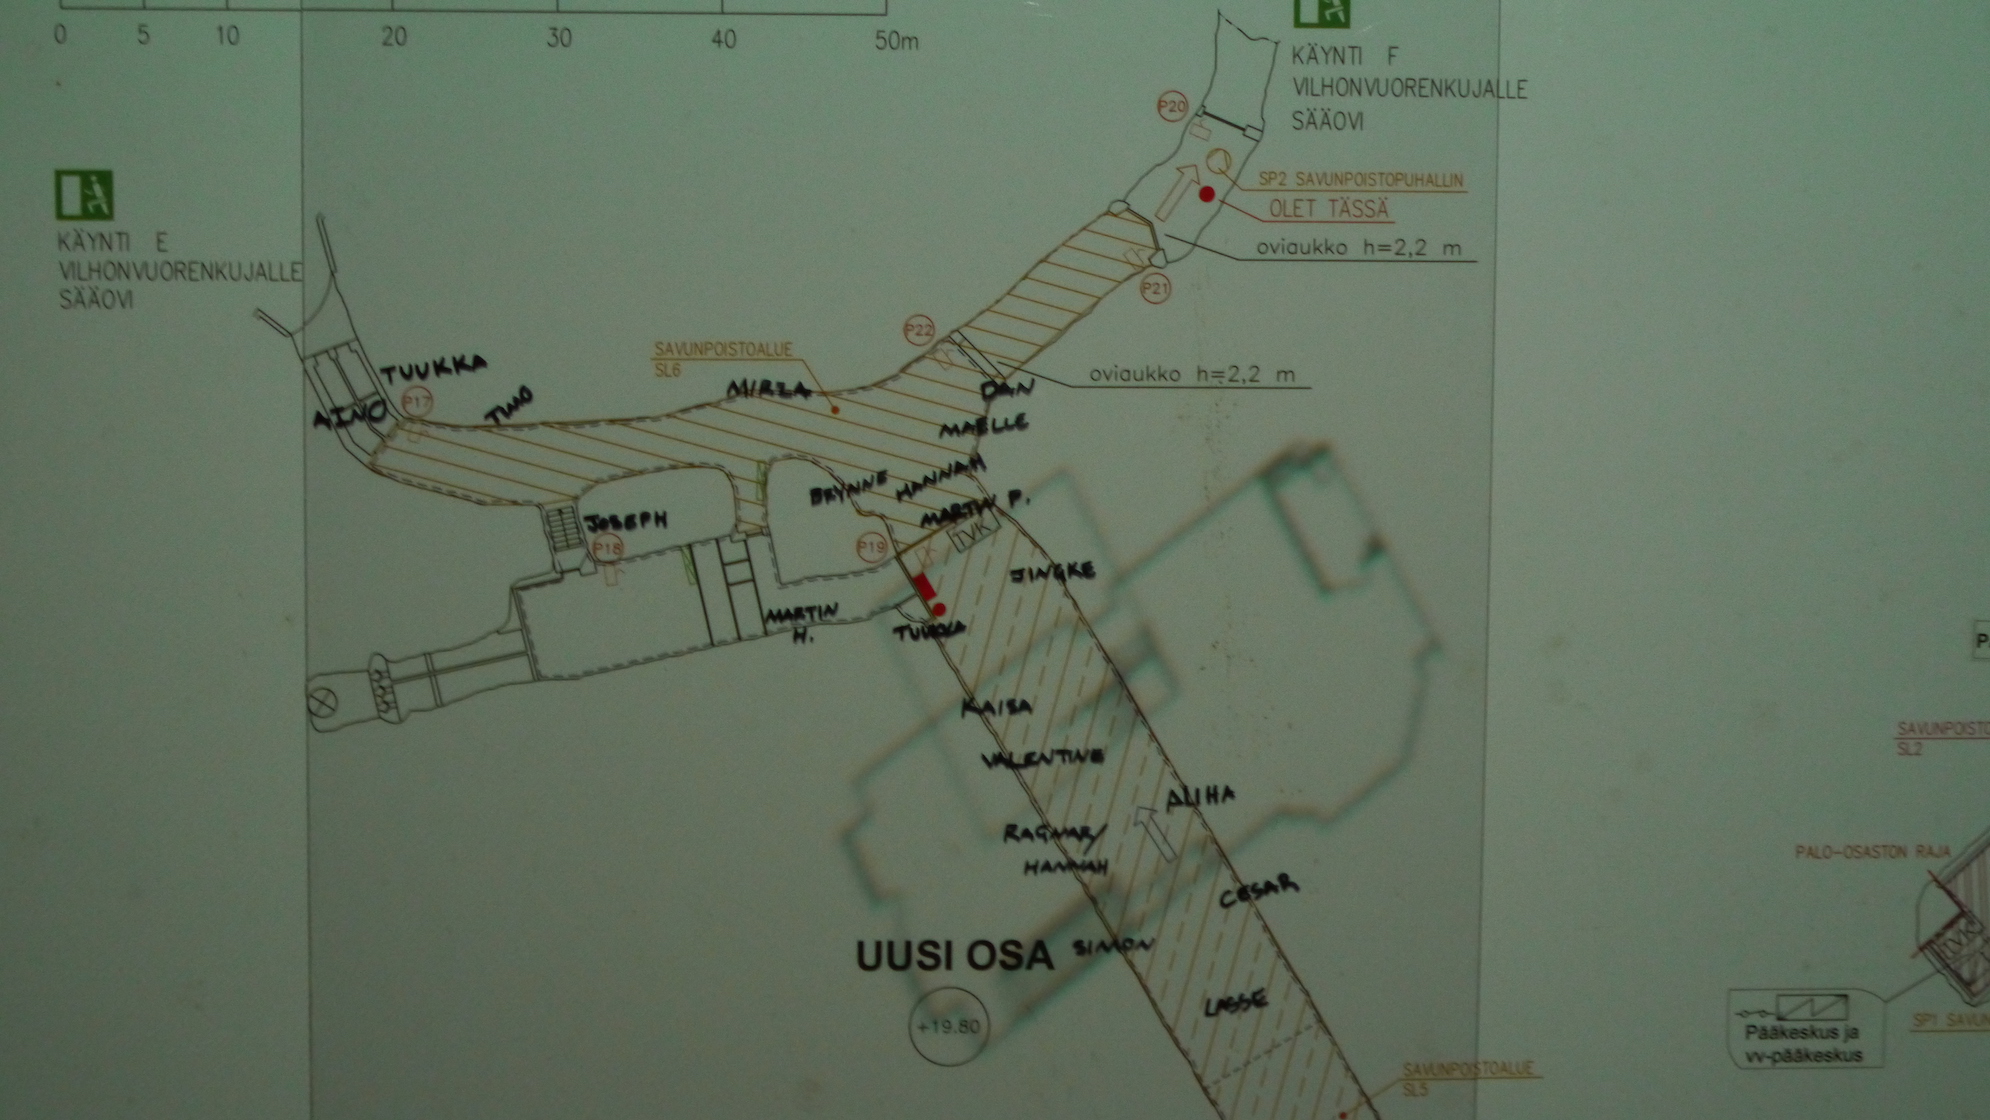 0 5 10 20 30 40 50m
KÄYNTI F
VILHONVUORENKUJALLE
SÄÄOVI
P20
SP2 SAVUNPOISTOPUHALLIN
OLET TÄSSÄ
oviaukko h=2,2 m
P21
KÄYNTI E
VILHONVUORENKUJALLE
SÄÄOVI
P22
SAVUNPOISTOALUE
SL6
oviaukko h=2,2 m
TUUKKA
P17
AINO
TIMO
MIRZA
DAN
MAELLE
HANNAH
BRYNNE
MARTIN P.
TVK
JOSEPH
P18
P19
JINGKE
MARTIN
H.
TUUKKA
KAISA
VALENTINE
ALIHA
RAGNAR/
HANNAH
CESAR
UUSI OSA
SIMON
+19.80
LASSE
SAVUNPOISTOALUE
SL5
SL2
PALO-OSASTON RAJA
TVK
Pääkeskus ja
vv-pääkeskus
SP1